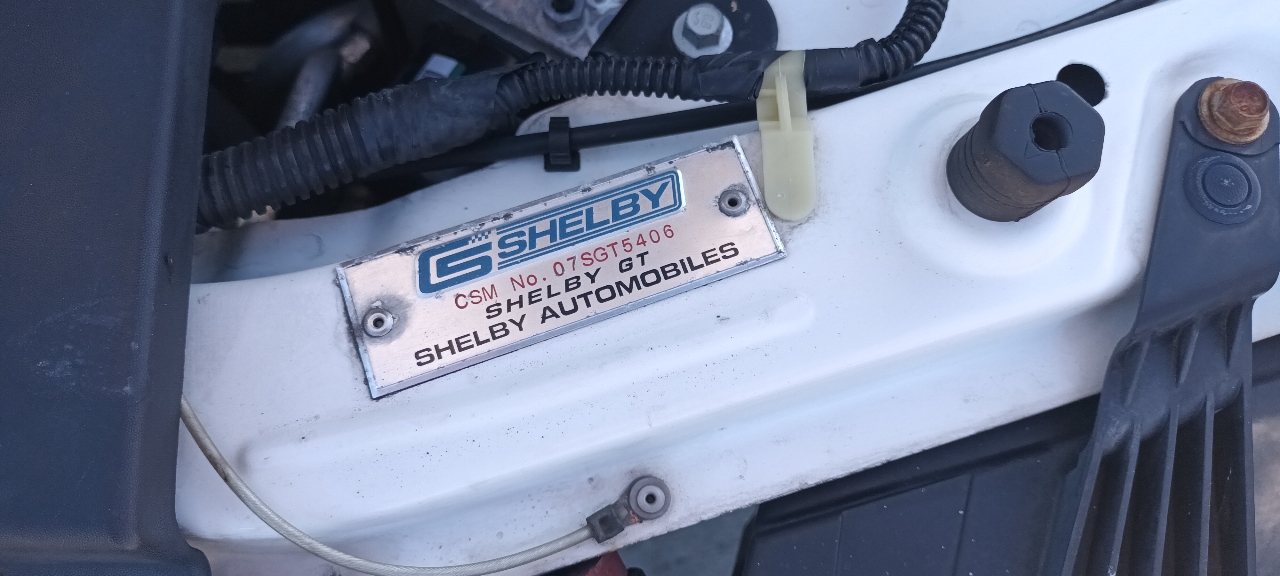 SHELBY
CSM No. 07SGT5406
SHELBY GT
SHELBY AUTOMOBILES